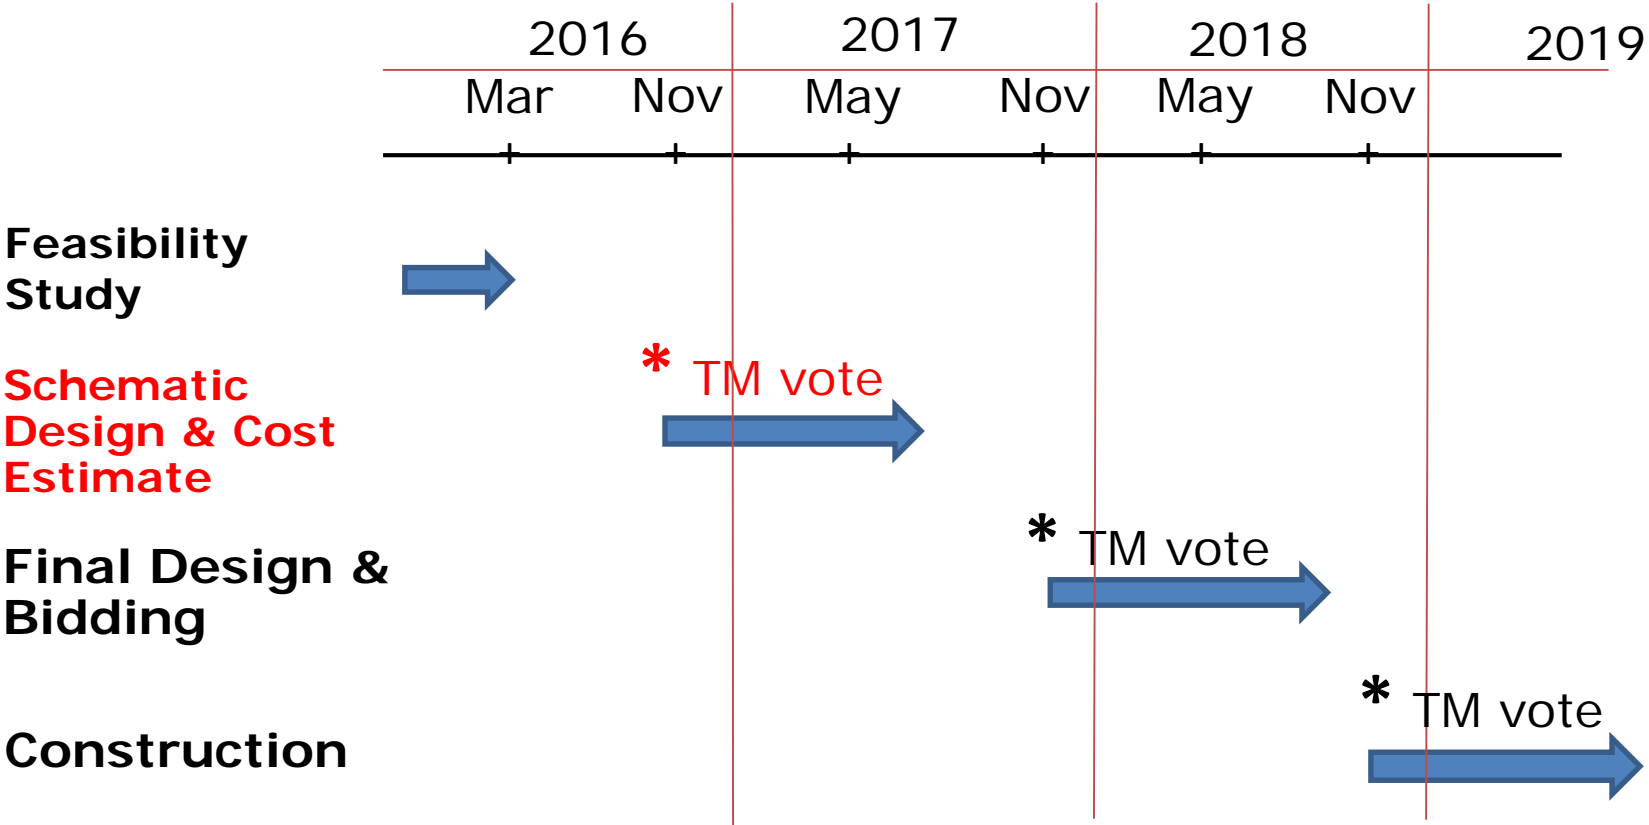 2016 2017 2018 2019
Mar Nov May Nov May Nov
Feasibility
Study
* TM vote
Schematic
Design & Cost
Estimate
* TM vote
Final Design &
Bidding
* TM vote
Construction